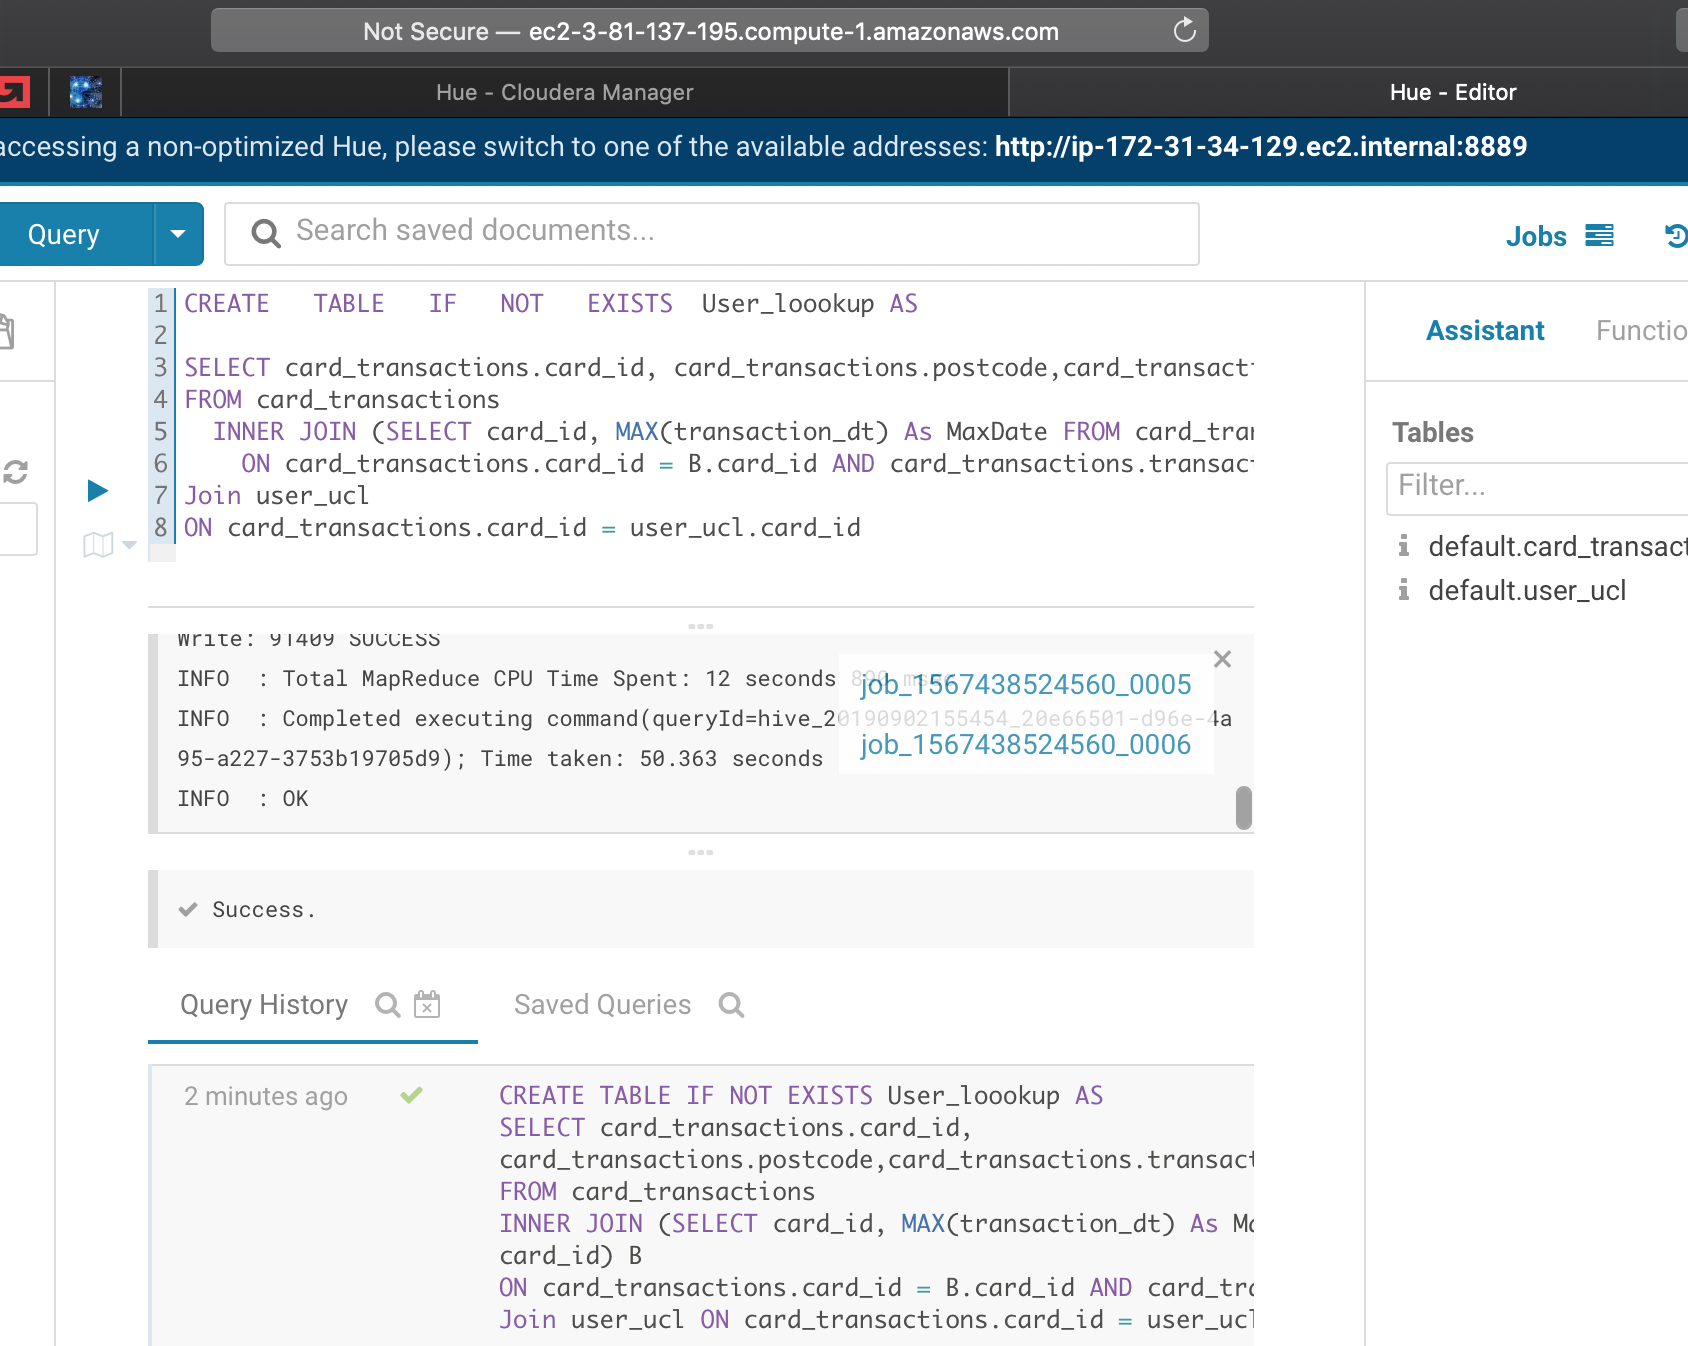 Not Secure — ec2-3-81-137-195.compute-1.amazonaws.com
Hue - Cloudera Manager
Hue - Editor
accessing a non-optimized Hue, please switch to one of the available addresses: http://ip-172-31-34-129.ec2.internal:8889
Query
Search saved documents...
Jobs
1 CREATE TABLE IF NOT EXISTS User_loookup AS
2
3 SELECT card_transactions.card_id, card_transactions.postcode,card_transacti
4 FROM card_transactions
5 INNER JOIN (SELECT card_id, MAX(transaction_dt) As MaxDate FROM card_tran
6 ON card_transactions.card_id = B.card_id AND card_transactions.transact
7 Join user_ucl
8 ON card_transactions.card_id = user_ucl.card_id
Assistant
Functio
Tables
Filter...
default.card_transact
default.user_ucl
Write: 91409 SUCCESS
INFO : Total MapReduce CPU Time Spent: 12 seconds 890 msec
INFO : Completed executing command(queryId=hive_20190902155454_20e66501-d96e-4a
95-a227-3753b19705d9); Time taken: 50.363 seconds
INFO : OK
job_1567438524560_0005
job_1567438524560_0006
Success.
Query History
Saved Queries
2 minutes ago
CREATE TABLE IF NOT EXISTS User_loookup AS
SELECT card_transactions.card_id,
card_transactions.postcode,card_transactions.transact
FROM card_transactions
INNER JOIN (SELECT card_id, MAX(transaction_dt) As Ma
card_id) B
ON card_transactions.card_id = B.card_id AND card_tra
Join user_ucl ON card_transactions.card_id = user_ucl